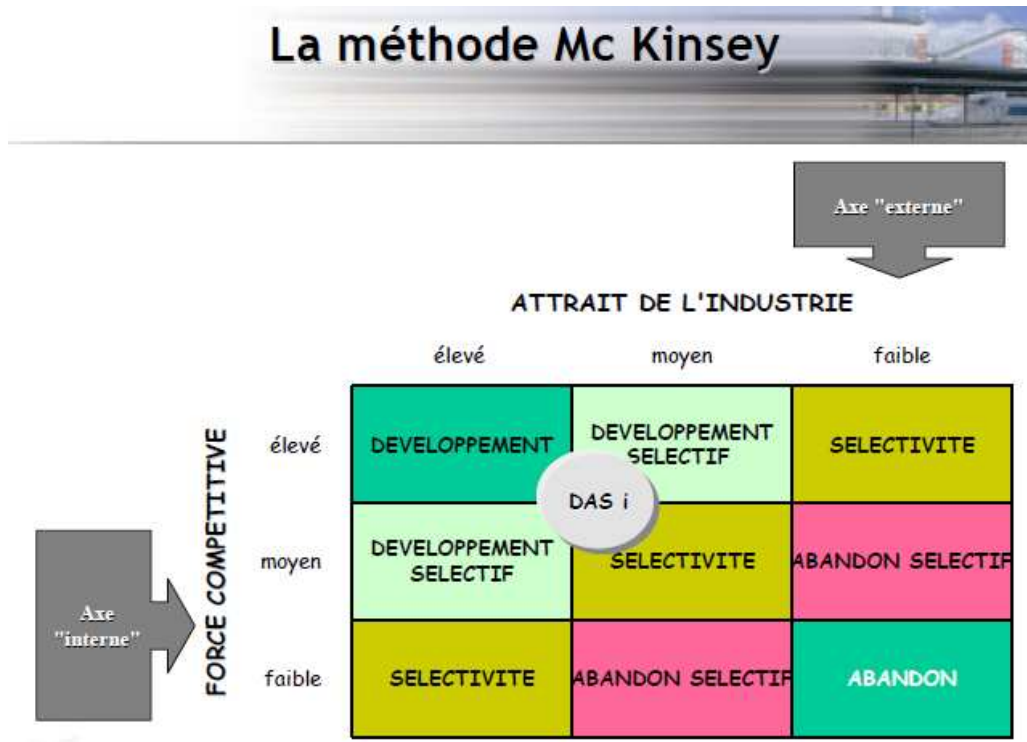 La méthode Mc Kinsey
Axe "externe"
ATTRAIT DE L'INDUSTRIE
élevé moyen faible
FORCE COMPETITIVE
élevé
DEVELOPPEMENT
DEVELOPPEMENT
SELECTIF
SELECTIVITE
DAS i
moyen
DEVELOPPEMENT
SELECTIF
SELECTIVITE
ABANDON SELECTIF
Axe
"interne"
faible
SELECTIVITE
ABANDON SELECTIF
ABANDON